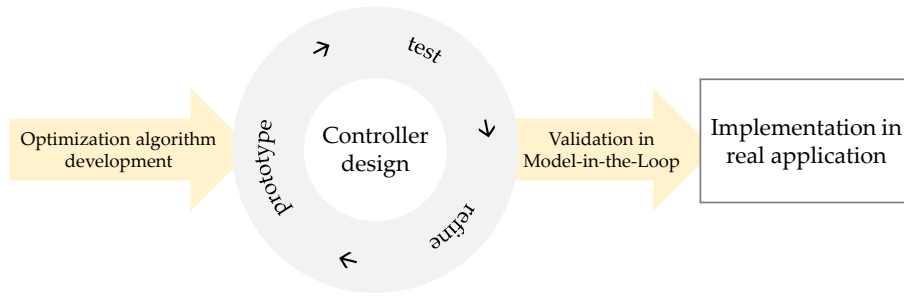 Optimization algorithm
development
prototype
test
refine
Controller
design
Validation in
Model-in-the-Loop
Implementation in
real application